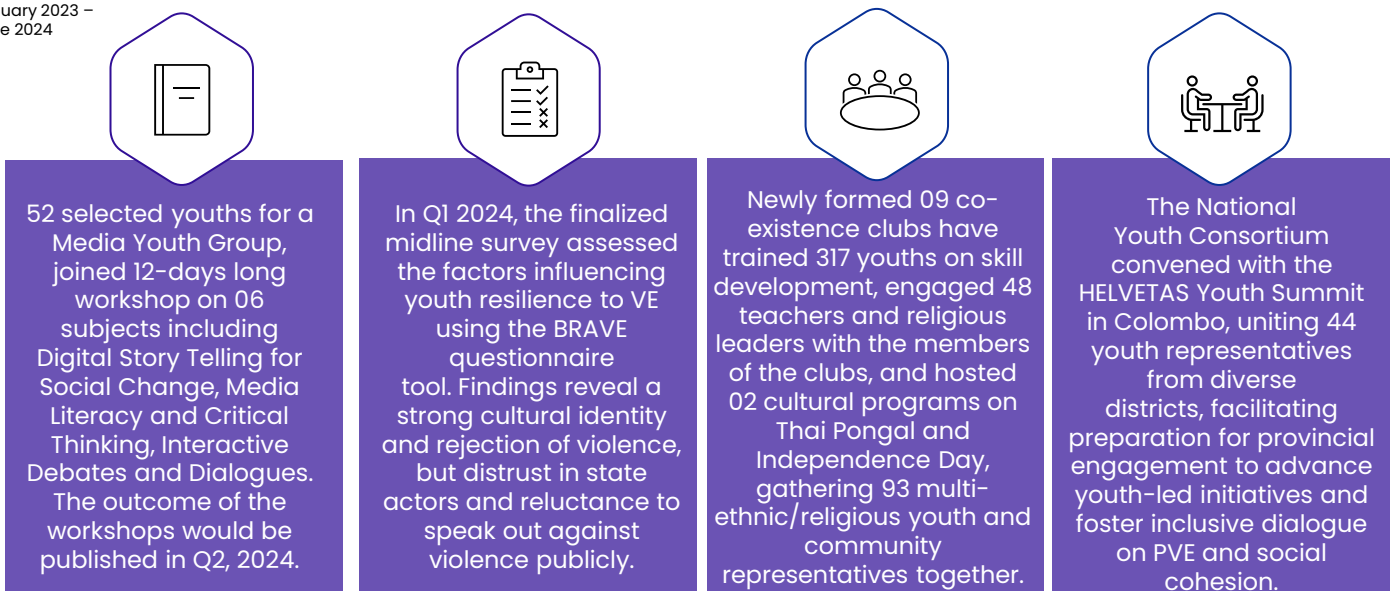 uary 2023 –
e 2024
52 selected youths for a
Media Youth Group,
joined 12-days long
workshop on 06
subjects including
Digital Story Telling for
Social Change, Media
Literacy and Critical
Thinking, Interactive
Debates and Dialogues.
The outcome of the
workshops would be
published in Q2, 2024.
In Q1 2024, the finalized
midline survey assessed
the factors influencing
youth resilience to VE
using the BRAVE
questionnaire
tool. Findings reveal a
strong cultural identity
and rejection of violence,
but distrust in state
actors and reluctance to
speak out against
violence publicly.
Newly formed 09 co-
existence clubs have
trained 317 youths on skill
development, engaged 48
teachers and religious
leaders with the members
of the clubs, and hosted
02 cultural programs on
Thai Pongal and
Independence Day,
gathering 93 multi-
ethnic/religious youth and
community
representatives together.
The National
Youth Consortium
convened with the
HELVETAS Youth Summit
in Colombo, uniting 44
youth representatives
from diverse
districts, facilitating
preparation for provincial
engagement to advance
youth-led initiatives and
foster inclusive dialogue
on PVE and social
cohesion.